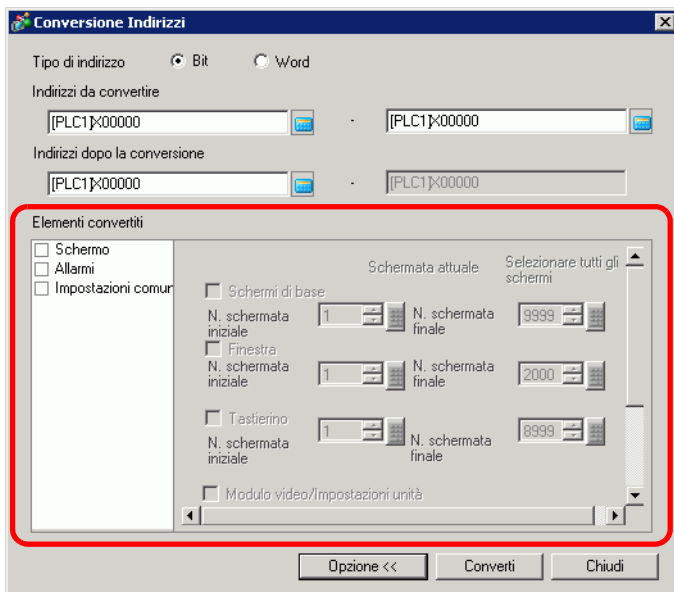 Conversione Indirizzi
Tipo di indirizzo Bit Word
Indirizzi da convertire
[PLC1]X00000 - [PLC1]X00000
Indirizzi dopo la conversione
[PLC1]X00000 - [PLC1]X00000
Elementi convertiti
Schermo
Allarmi
Impostazioni comur
Schermata attuale Selezionare tutti gli
schermi
Schermi di base
N. schermata
iniziale 1 N. schermata
finale 9999
Finestra
N. schermata
iniziale 1 N. schermata
finale 2000
Tastierino
N. schermata
iniziale 1 N. schermata
finale 8999
Modulo video/Impostazioni unità
Opzione << Converti Chiudi